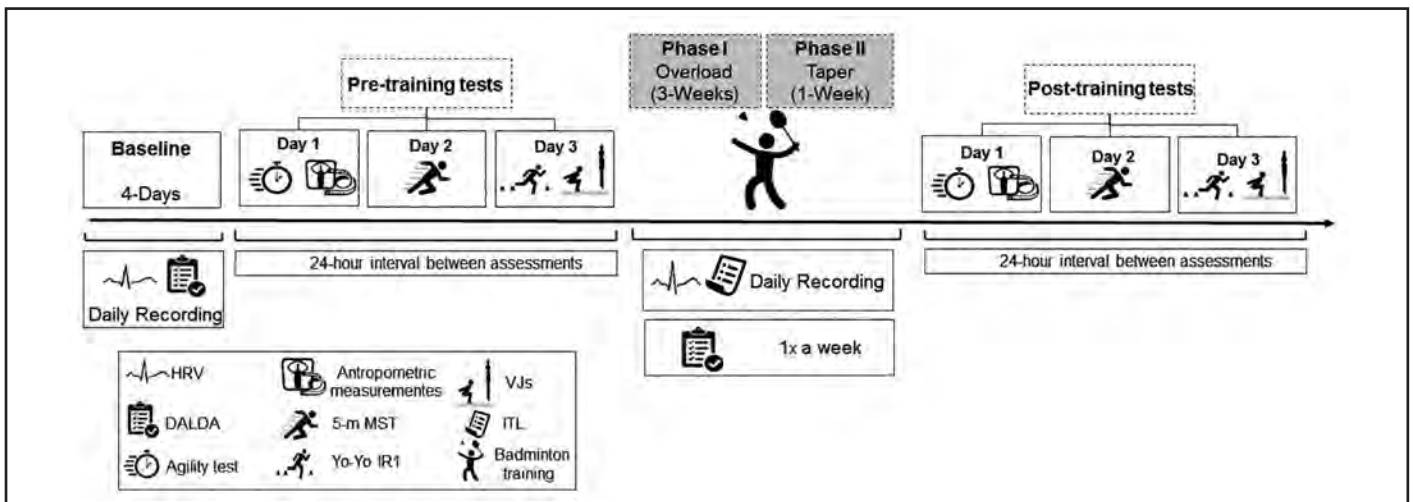 Pre-training tests
Phase I
Overload
(3-Weeks)
Phase II
Taper
(1-Week)
Post-training tests
Baseline
4-Days
Day 1
Day 2
Day 3
Day 1
Day 2
Day 3
24-hour interval between assessments
24-hour interval between assessments
Daily Recording
Daily Recording
1x a week
HRV
Antropometric
measurementes
VJs
DALDA
5-m MST
ITL
Agility test
Yo-Yo IR1
Badminton
training